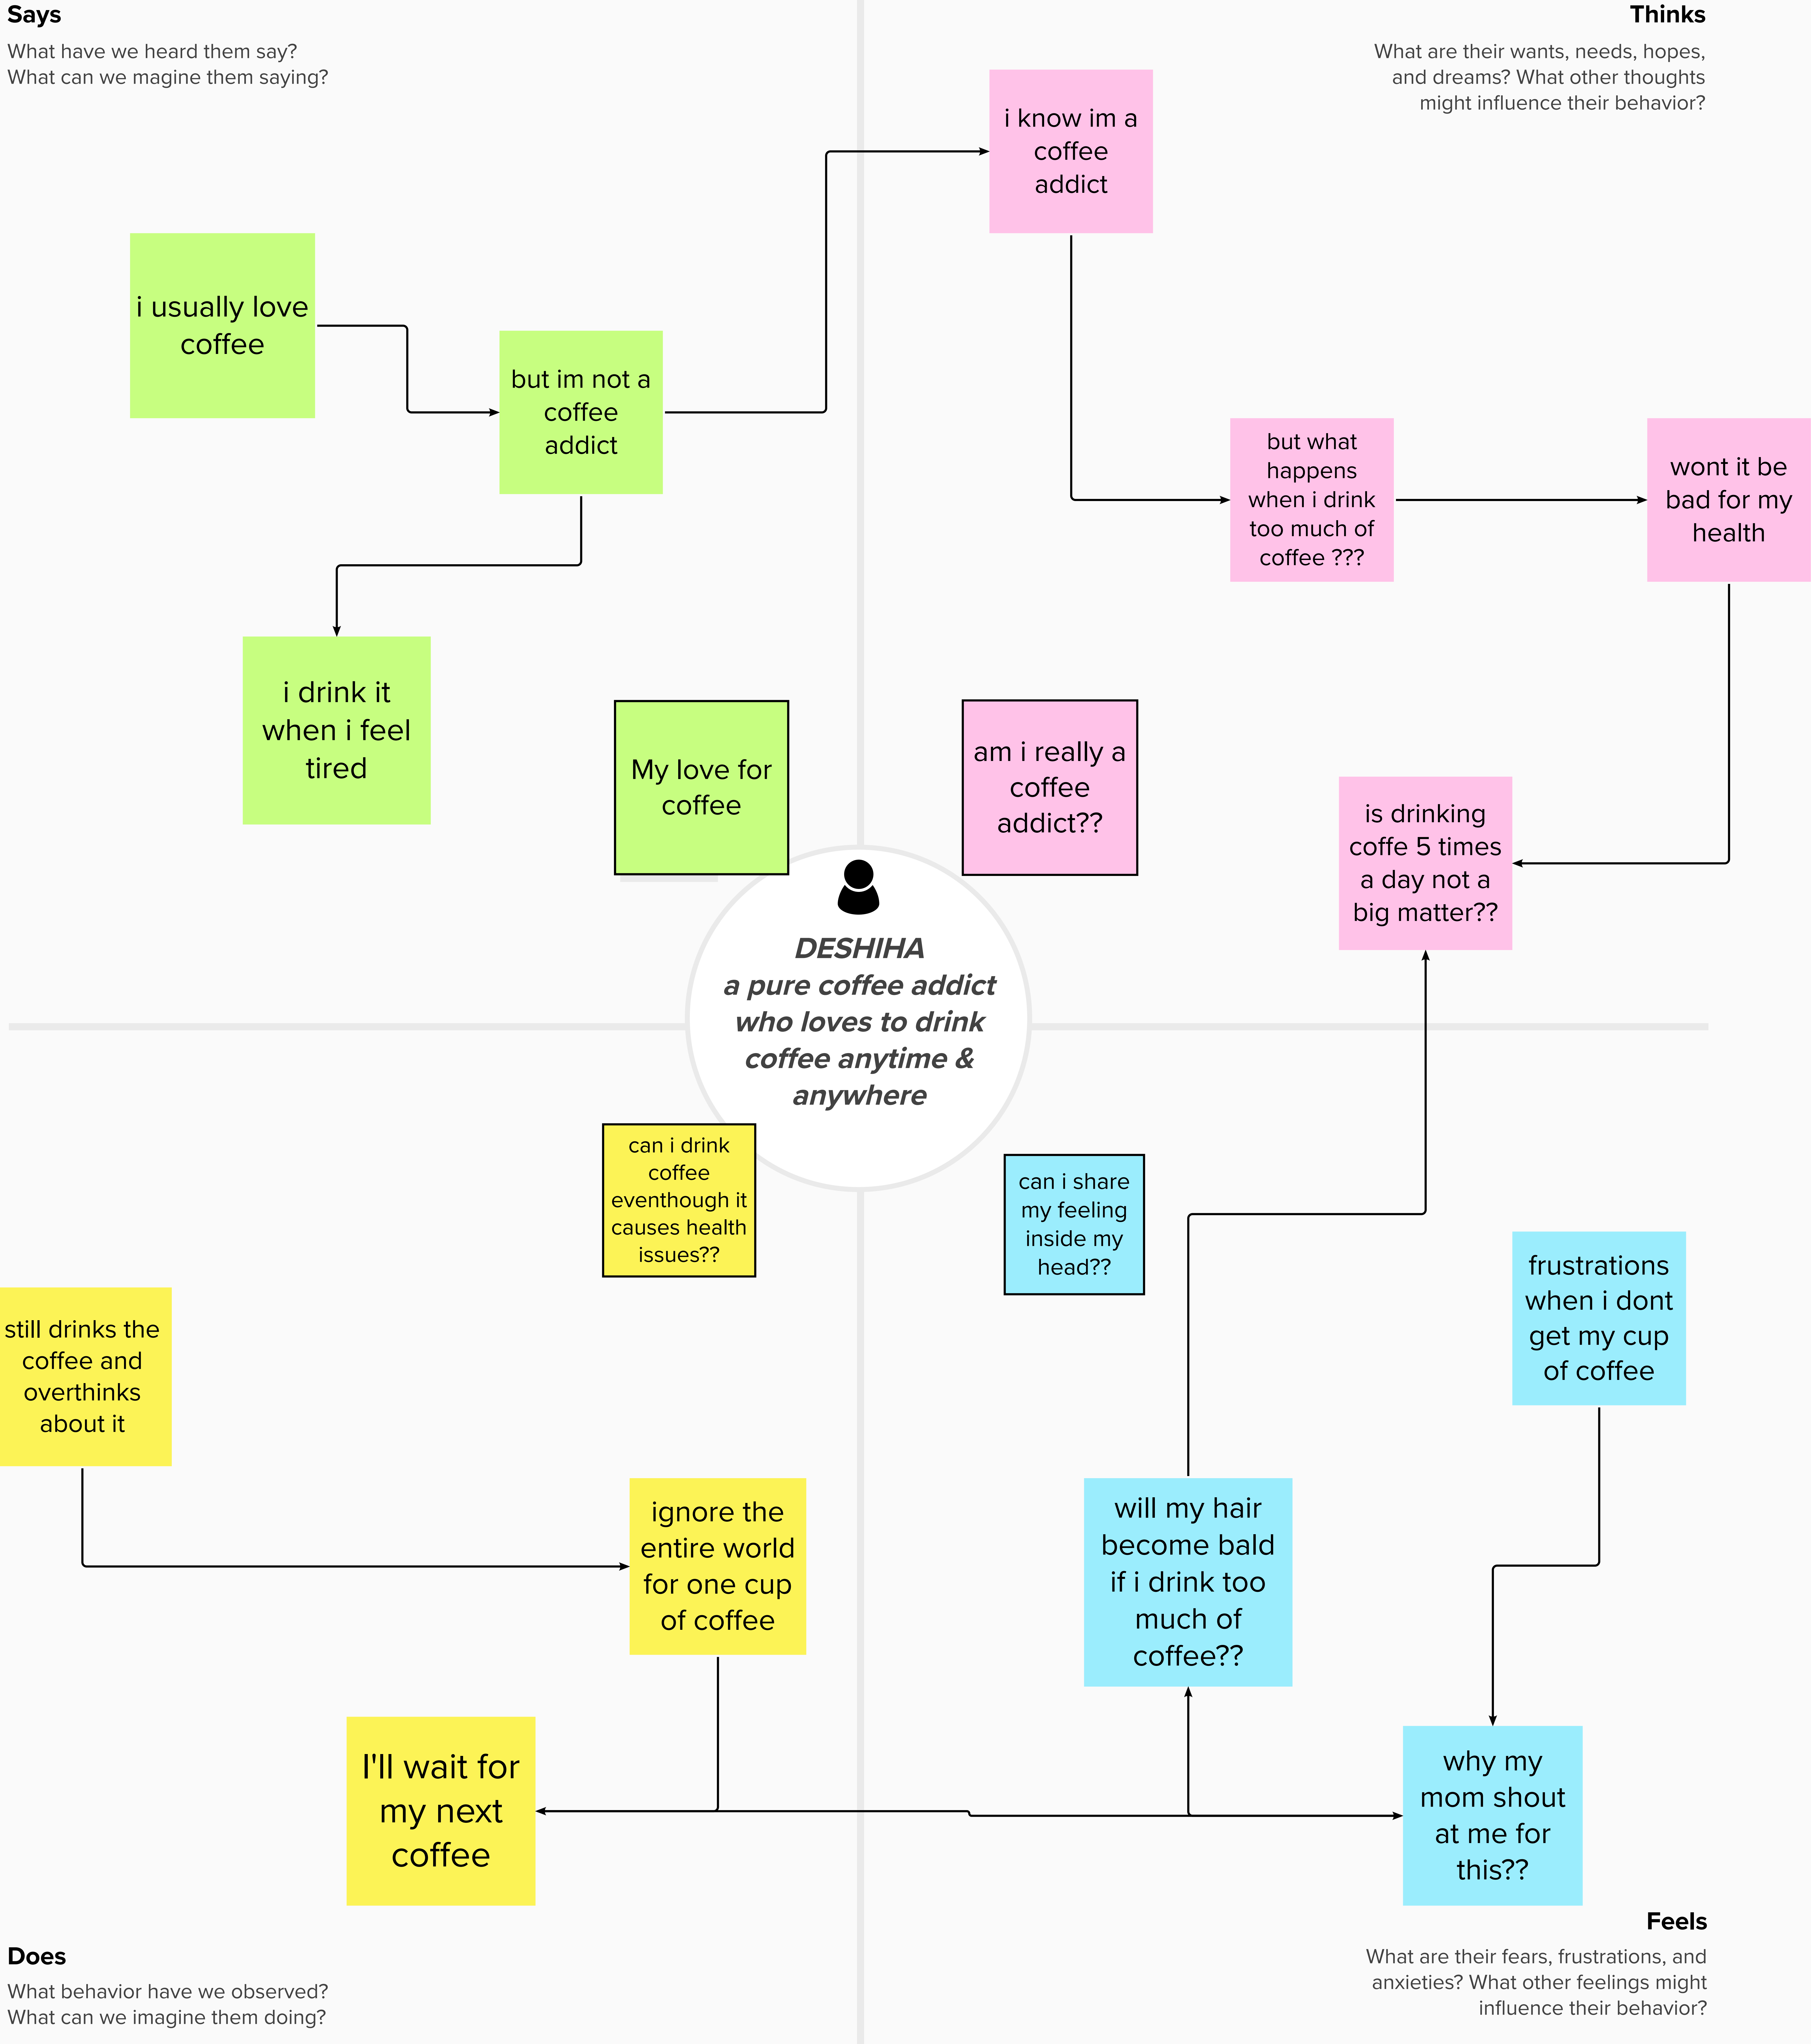 Says
What have we heard them say?
What can we magine them saying?
Thinks
What are their wants, needs, hopes,
and dreams? What other thoughts
might influence their behavior?
i know im a
coffee
addict
i usually love
coffee
but im not a
coffee
addict
but what
happens
when i drink
too much of
coffee ???
wont it be
bad for my
health
i drink it
when i feel
tired
My love for
coffee
am i really a
coffee
addict??
is drinking
coffe 5 times
a day not a
big matter??
DESHIHA
a pure coffee addict
who loves to drink
coffee anytime &
anywhere
can i drink
coffee
eventhough it
causes health
issues??
can i share
my feeling
inside my
head??
frustrations
when i dont
get my cup
of coffee
still drinks the
coffee and
overthinks
about it
ignore the
entire world
for one cup
of coffee
will my hair
become bald
if i drink too
much of
coffee??
I'll wait for
my next
coffee
why my
mom shout
at me for
this??
Does
What behavior have we observed?
What can we imagine them doing?
Feels
What are their fears, frustrations, and
anxieties? What other feelings might
influence their behavior?